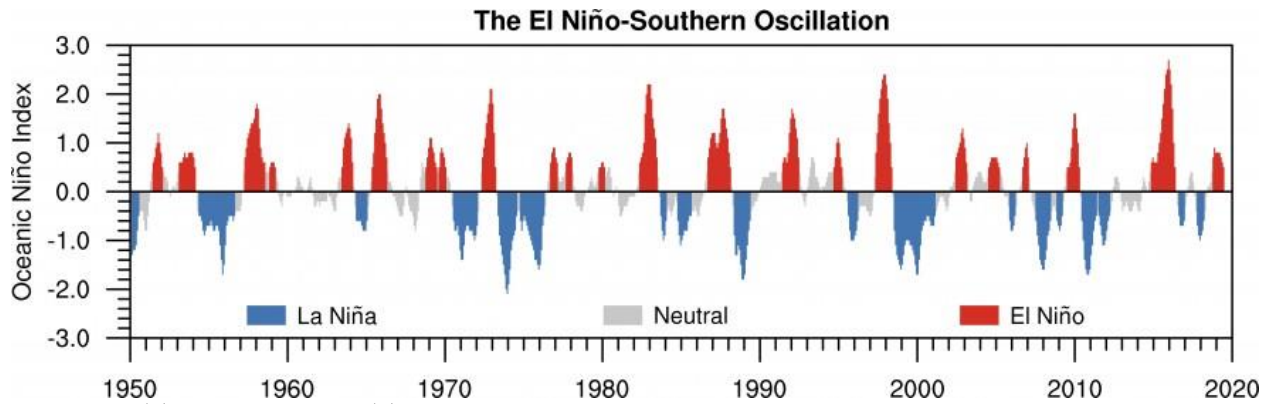 The El Niño-Southern Oscillation
3.0
2.0
1.0
0.0
-1.0
-2.0
-3.0
Oceanic Niño Index
La Niña Neutral El Niño
1950 1960 1970 1980 1990 2000 2010 2020